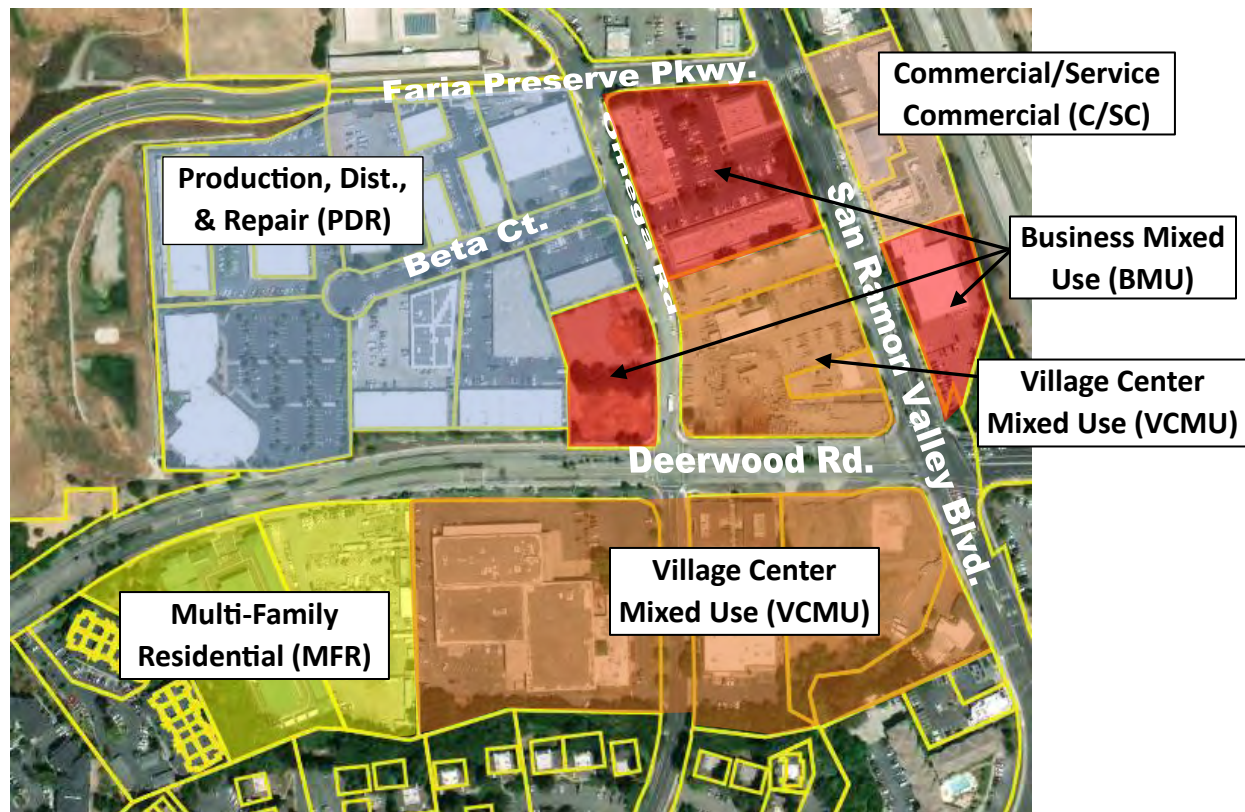 Faria Preserve Pkwy.
Commercial/Service
Commercial (C/SC)
Production, Dist.,
& Repair (PDR)
Omega Rd.
San Ramon Valley Blvd.
Beta Ct.
Business Mixed
Use (BMU)
Village Center
Mixed Use (VCMU)
Deerwood Rd.
Village Center
Mixed Use (VCMU)
Multi-Family
Residential (MFR)